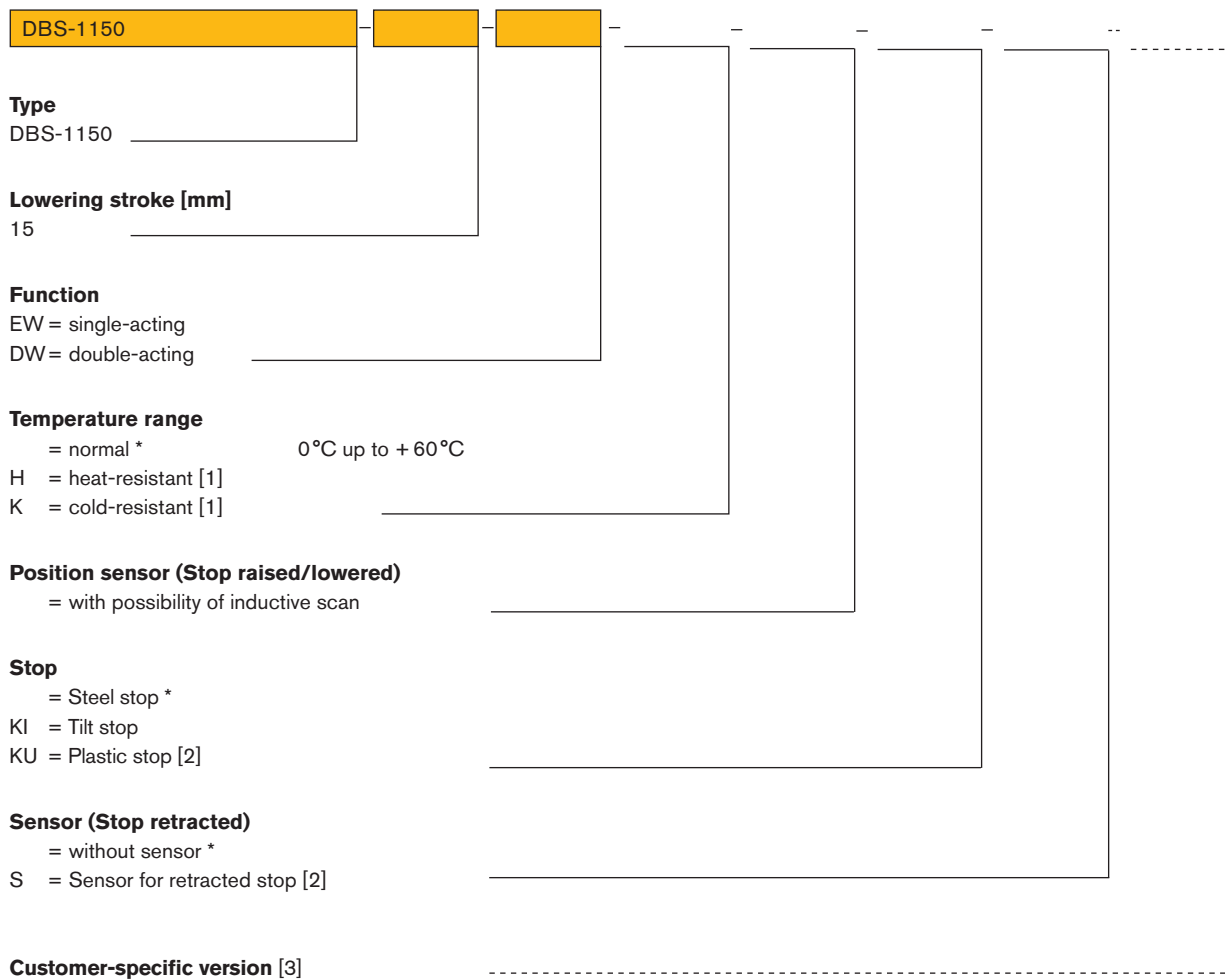 DBS-1150 – – – – – – --
Type
DBS-1150
Lowering stroke [mm]
15
Function
EW = single-acting
DW = double-acting
Temperature range
= normal * 0 °C up to + 60 °C
H = heat-resistant [1]
K = cold-resistant [1]
Position sensor (Stop raised/lowered)
= with possibility of inductive scan
Stop
= Steel stop *
KI = Tilt stop
KU = Plastic stop [2]
Sensor (Stop retracted)
= without sensor *
S = Sensor for retracted stop [2]
Customer-specific version [3]